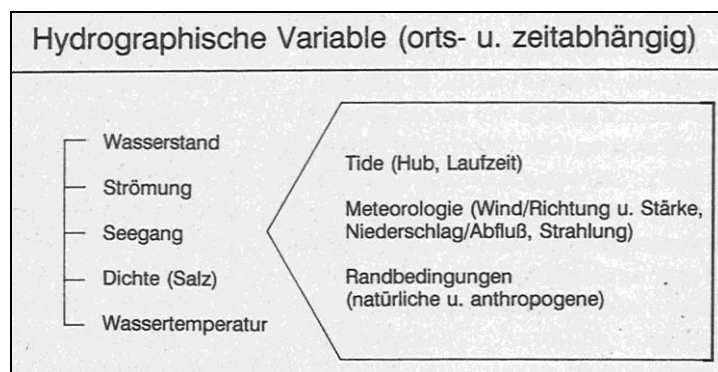 Hydrographische Variable (orts- u. zeitabhängig)
Wasserstand
Strömung
Seegang
Dichte (Salz)
Wassertemperatur
Tide (Hub, Laufzeit)
Meteorologie (Wind/Richtung u. Stärke,
Niederschlag/Abfluß, Strahlung)
Randbedingungen
(natürliche u. anthropogene)